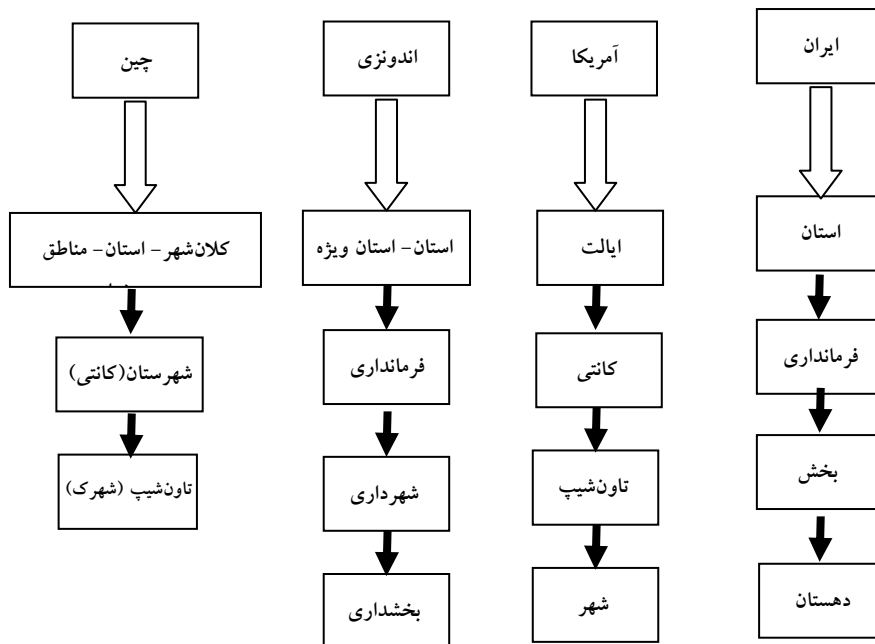 ایران
استان
فرمانداری
بخش
دهستان
آمریکا
ایالت
کانتی
تاون‌شیپ
شهر
اندونزی
استان- استان ویژه
فرمانداری
شهرداری
بخشداری
چین
کلان‌شهر - استان- مناطق
شهرستان(کانتی)
تاون‌شیپ (شهرک)